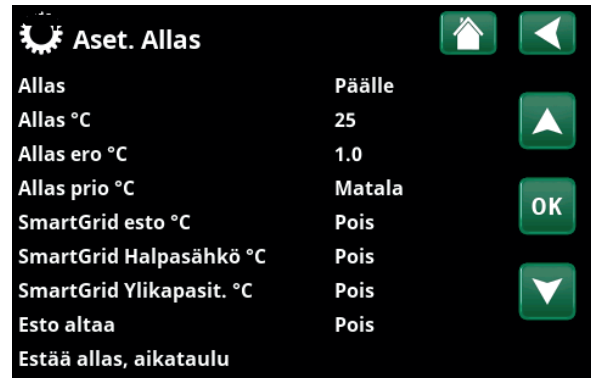 Aset. Allas
Allas Päälle
Allas °C 25
Allas ero °C 1.0
Allas prio °C Matala
SmartGrid esto °C Pois
SmartGrid Halpasähkö °C Pois
SmartGrid Ylikapasit. °C Pois
Esto altaa Pois
Estää allas, aikataulu
OK